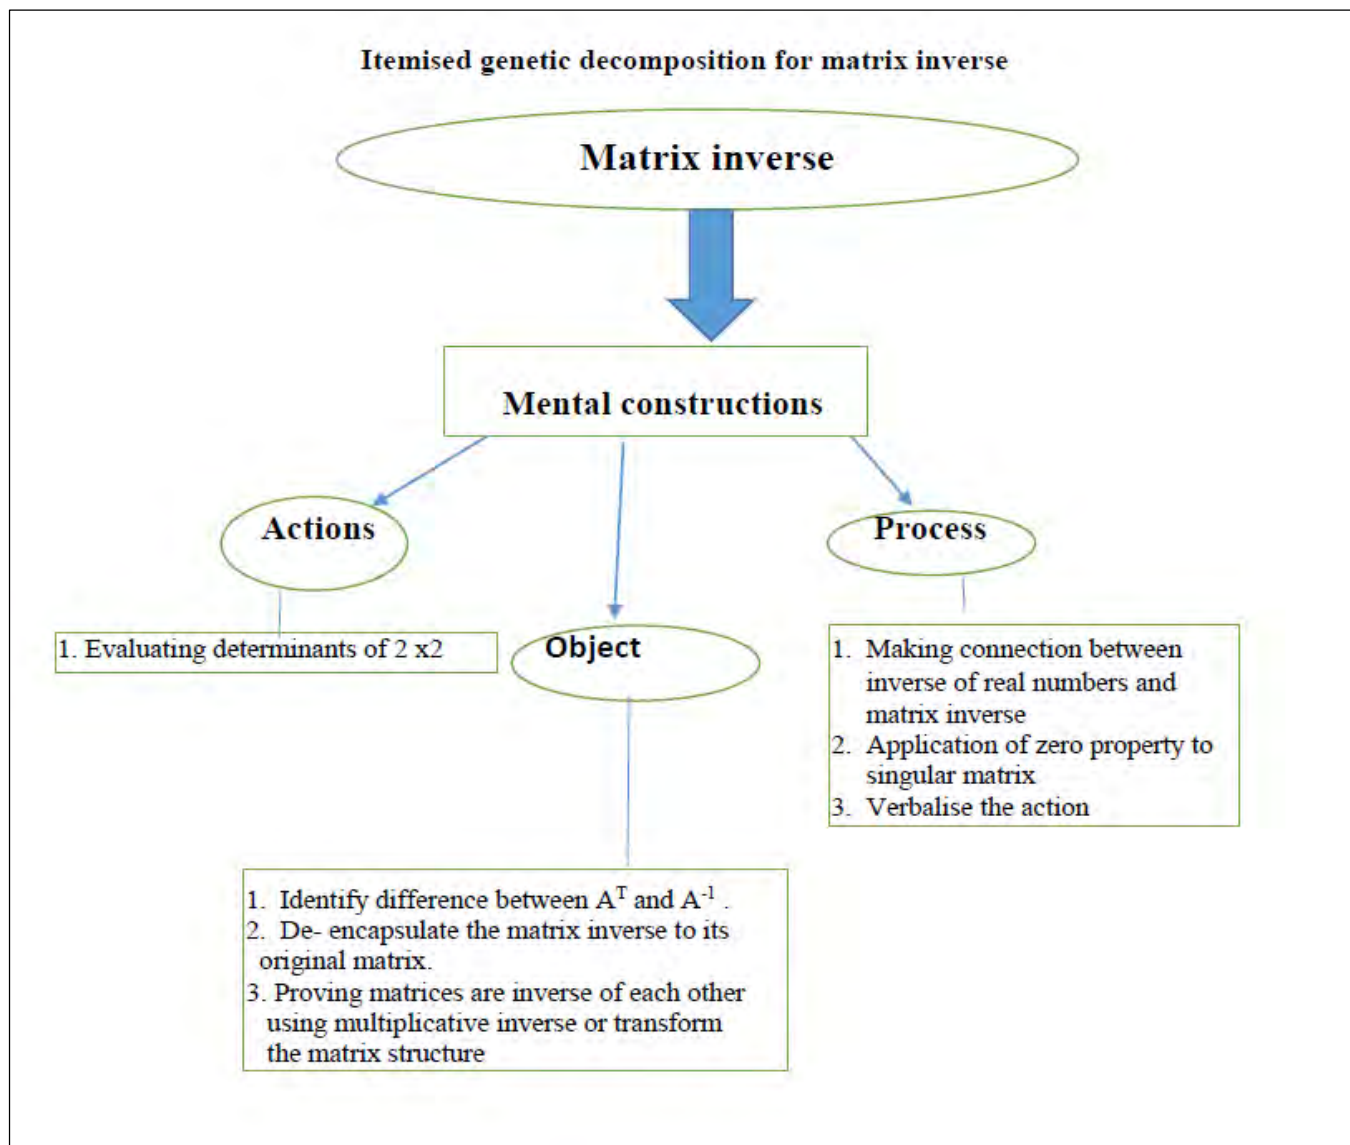 Itemised genetic decomposition for matrix inverse
Matrix inverse
Mental constructions
Actions
Process
Object
1. Evaluating determinants of 2 x2
1. Making connection between
inverse of real numbers and
matrix inverse
2. Application of zero property to
singular matrix
3. Verbalise the action
1. Identify difference between Aᵀ and A⁻¹ .
2. De- encapsulate the matrix inverse to its
original matrix.
3. Proving matrices are inverse of each other
using multiplicative inverse or transform
the matrix structure